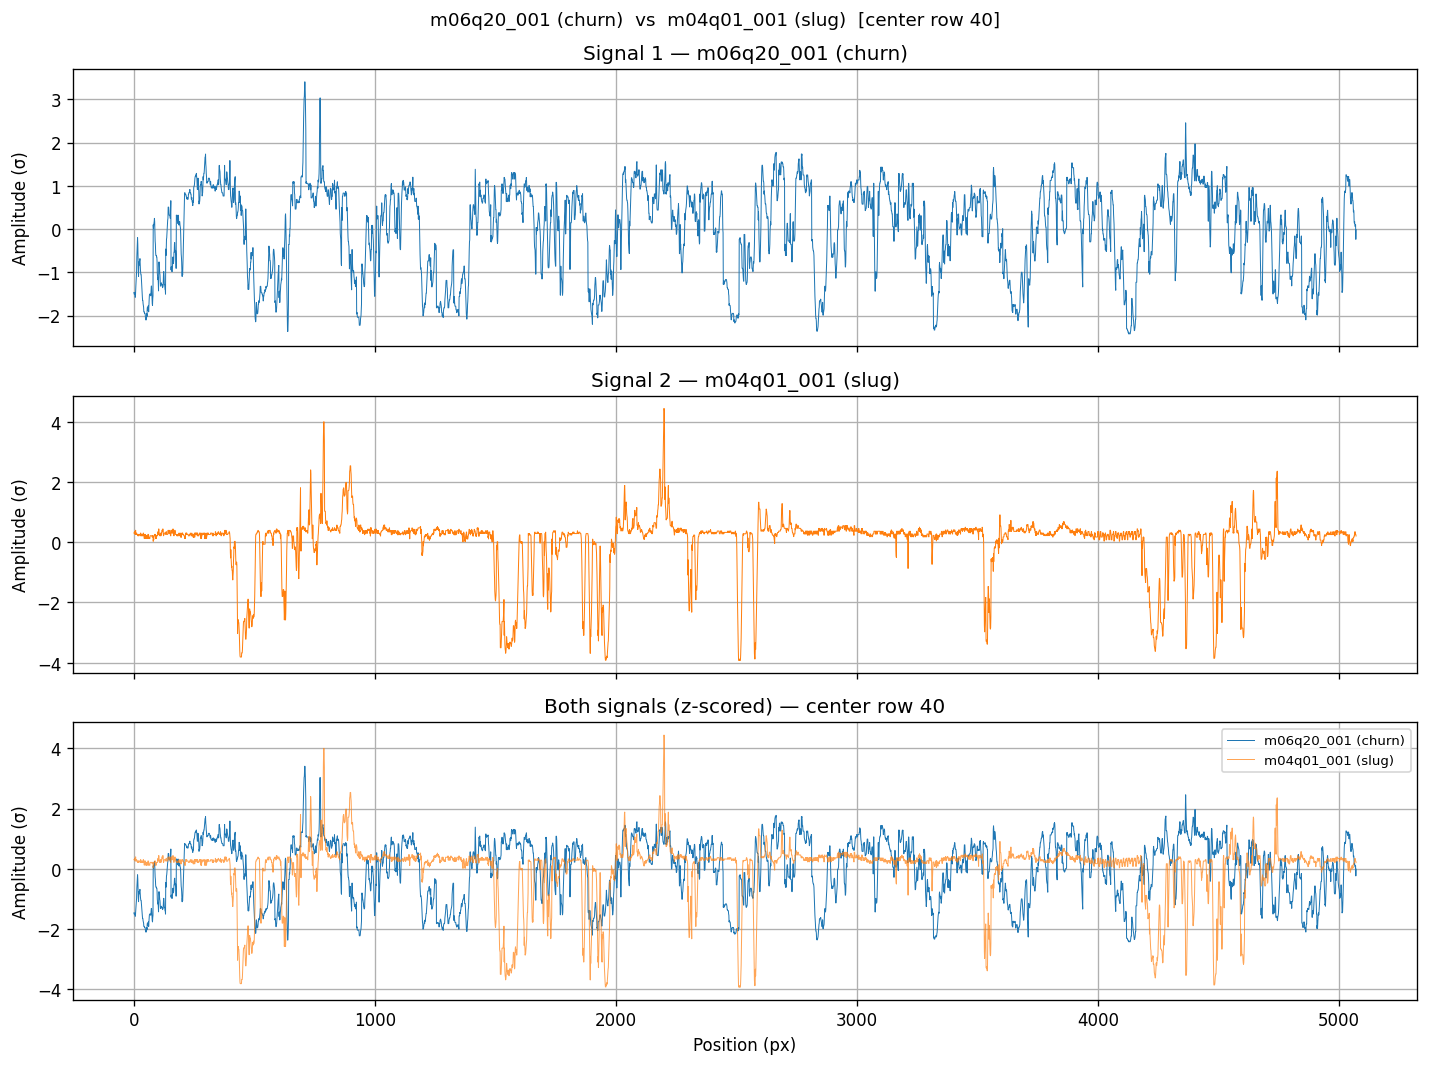 m06q20_001 (churn)  vs  m04q01_001 (slug)  [center row 40]
Signal 1 — m06q20_001 (churn)
Amplitude (σ)
3
2
1
0
−1
−2
Signal 2 — m04q01_001 (slug)
Amplitude (σ)
4
2
0
−2
−4
Both signals (z-scored) — center row 40
m06q20_001 (churn)
m04q01_001 (slug)
Amplitude (σ)
4
2
0
−2
−4
0 1000 2000 3000 4000 5000
Position (px)